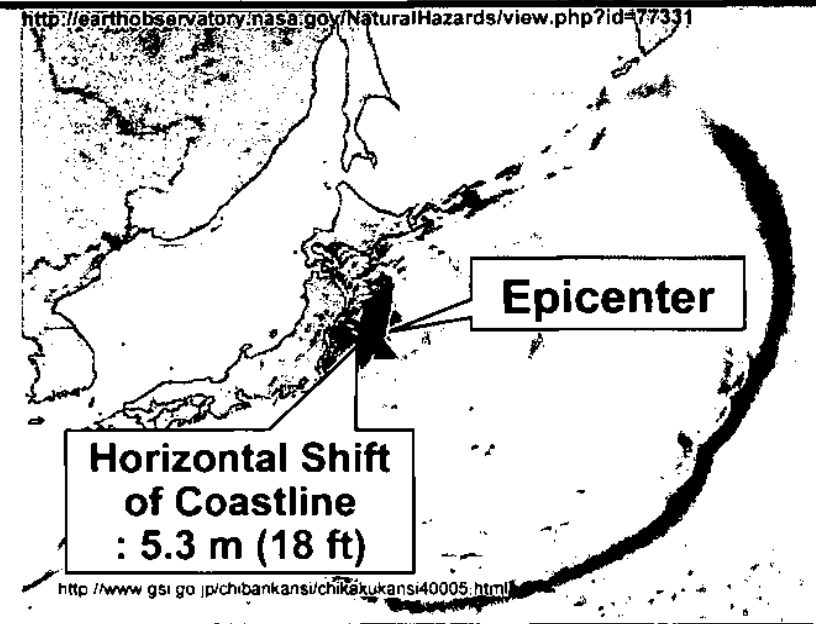 http://earthobservatory.nasa.gov/NaturalHazards/view.php?id=77331
Epicenter
Horizontal Shift
of Coastline
: 5.3 m (18 ft)
http://www.gsi.go.jp/chibankansi/chikakukansi40005.html